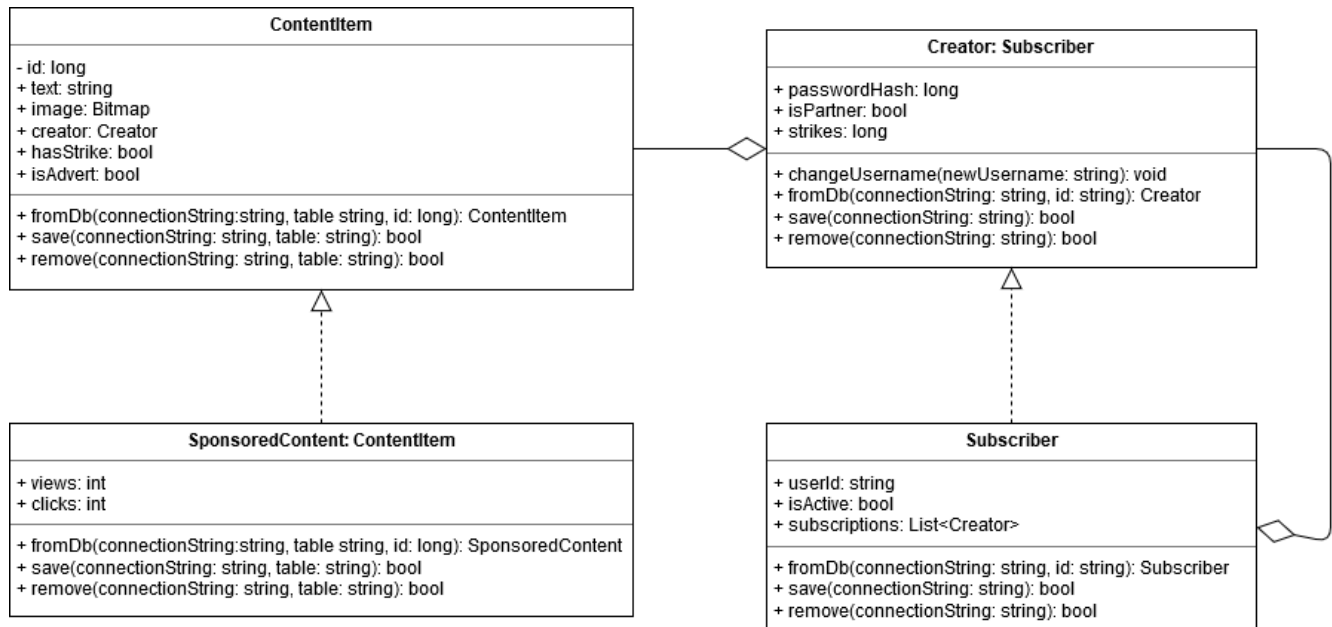 ContentItem
- id: long
+ text: string
+ image: Bitmap
+ creator: Creator
+ hasStrike: bool
+ isAdvert: bool
+ fromDb(connectionString:string, table string, id: long): ContentItem
+ save(connectionString: string, table: string): bool
+ remove(connectionString: string, table: string): bool
Creator: Subscriber
+ passwordHash: long
+ isPartner: bool
+ strikes: long
+ changeUsername(newUsername: string): void
+ fromDb(connectionString: string, id: string): Creator
+ save(connectionString: string): bool
+ remove(connectionString: string): bool
SponsoredContent: ContentItem
+ views: int
+ clicks: int
+ fromDb(connectionString:string, table string, id: long): SponsoredContent
+ save(connectionString: string, table: string): bool
+ remove(connectionString: string, table: string): bool
Subscriber
+ userId: string
+ isActive: bool
+ subscriptions: List<Creator>
+ fromDb(connectionString: string, id: string): Subscriber
+ save(connectionString: string): bool
+ remove(connectionString: string): bool